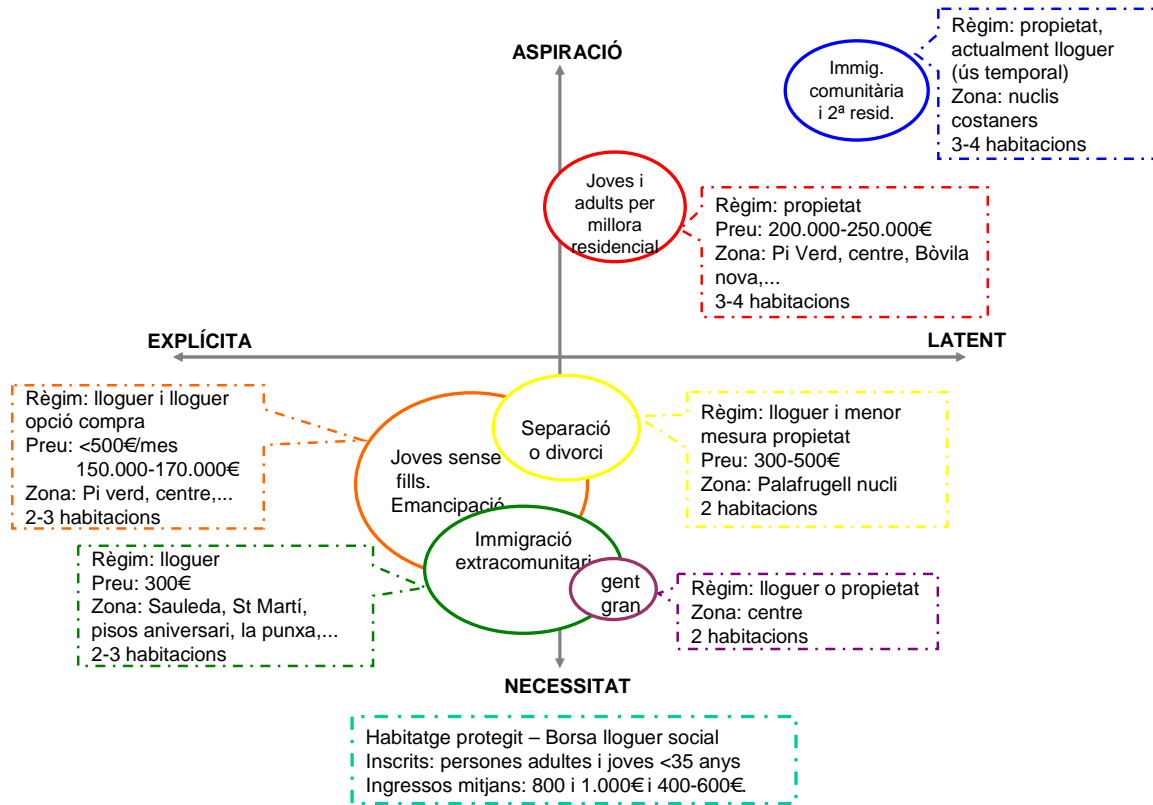 ASPIRACIÓ
Immig.
comunitària
i 2ª resid.
Règim: propietat,
actualment lloguer
(ús temporal)
Zona: nuclis
costaners
3-4 habitacions
Joves i
adults per
millora
residencial
Règim: propietat
Preu: 200.000-250.000€
Zona: Pi Verd, centre, Bòvila
nova,...
3-4 habitacions
EXPLÍCITA
LATENT
Règim: lloguer i lloguer
opció compra
Preu: <500€/mes
150.000-170.000€
Zona: Pi verd, centre,...
2-3 habitacions
Joves sense
fills.
Emancipació
Separació
o divorci
Règim: lloguer i menor
mesura propietat
Preu: 300-500€
Zona: Palafrugell nucli
2 habitacions
Règim: lloguer
Preu: 300€
Zona: Sauleda, St Martí,
pisos aniversari, la punxa,...
2-3 habitacions
Immigració
extracomunitari
gent
gran
Règim: lloguer o propietat
Zona: centre
2 habitacions
NECESSITAT
Habitatge protegit – Borsa lloguer social
Inscrits: persones adultes i joves <35 anys
Ingressos mitjans: 800 i 1.000€ i 400-600€.